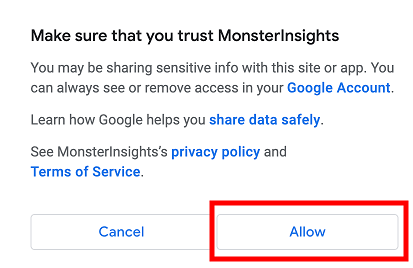 Make sure that you trust MonsterInsights
You may be sharing sensitive info with this site or app. You
can always see or remove access in your Google Account.
Learn how Google helps you share data safely.
See MonsterInsights's privacy policy and
Terms of Service.
Cancel
Allow